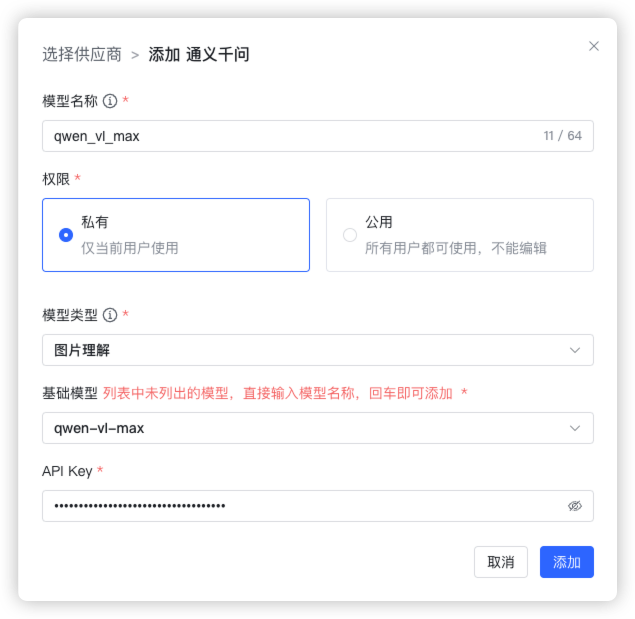 选择供应商 > 添加 通义千问
模型名称 *
qwen_vl_max 11 / 64
权限 *
私有
仅当前用户使用
公用
所有用户都可使用，不能编辑
模型类型 *
图片理解
基础模型 列表中未列出的模型，直接输入模型名称，回车即可添加 *
qwen-vl-max
API Key *
•••••••••••••••••••••••••••••••••••
取消 添加